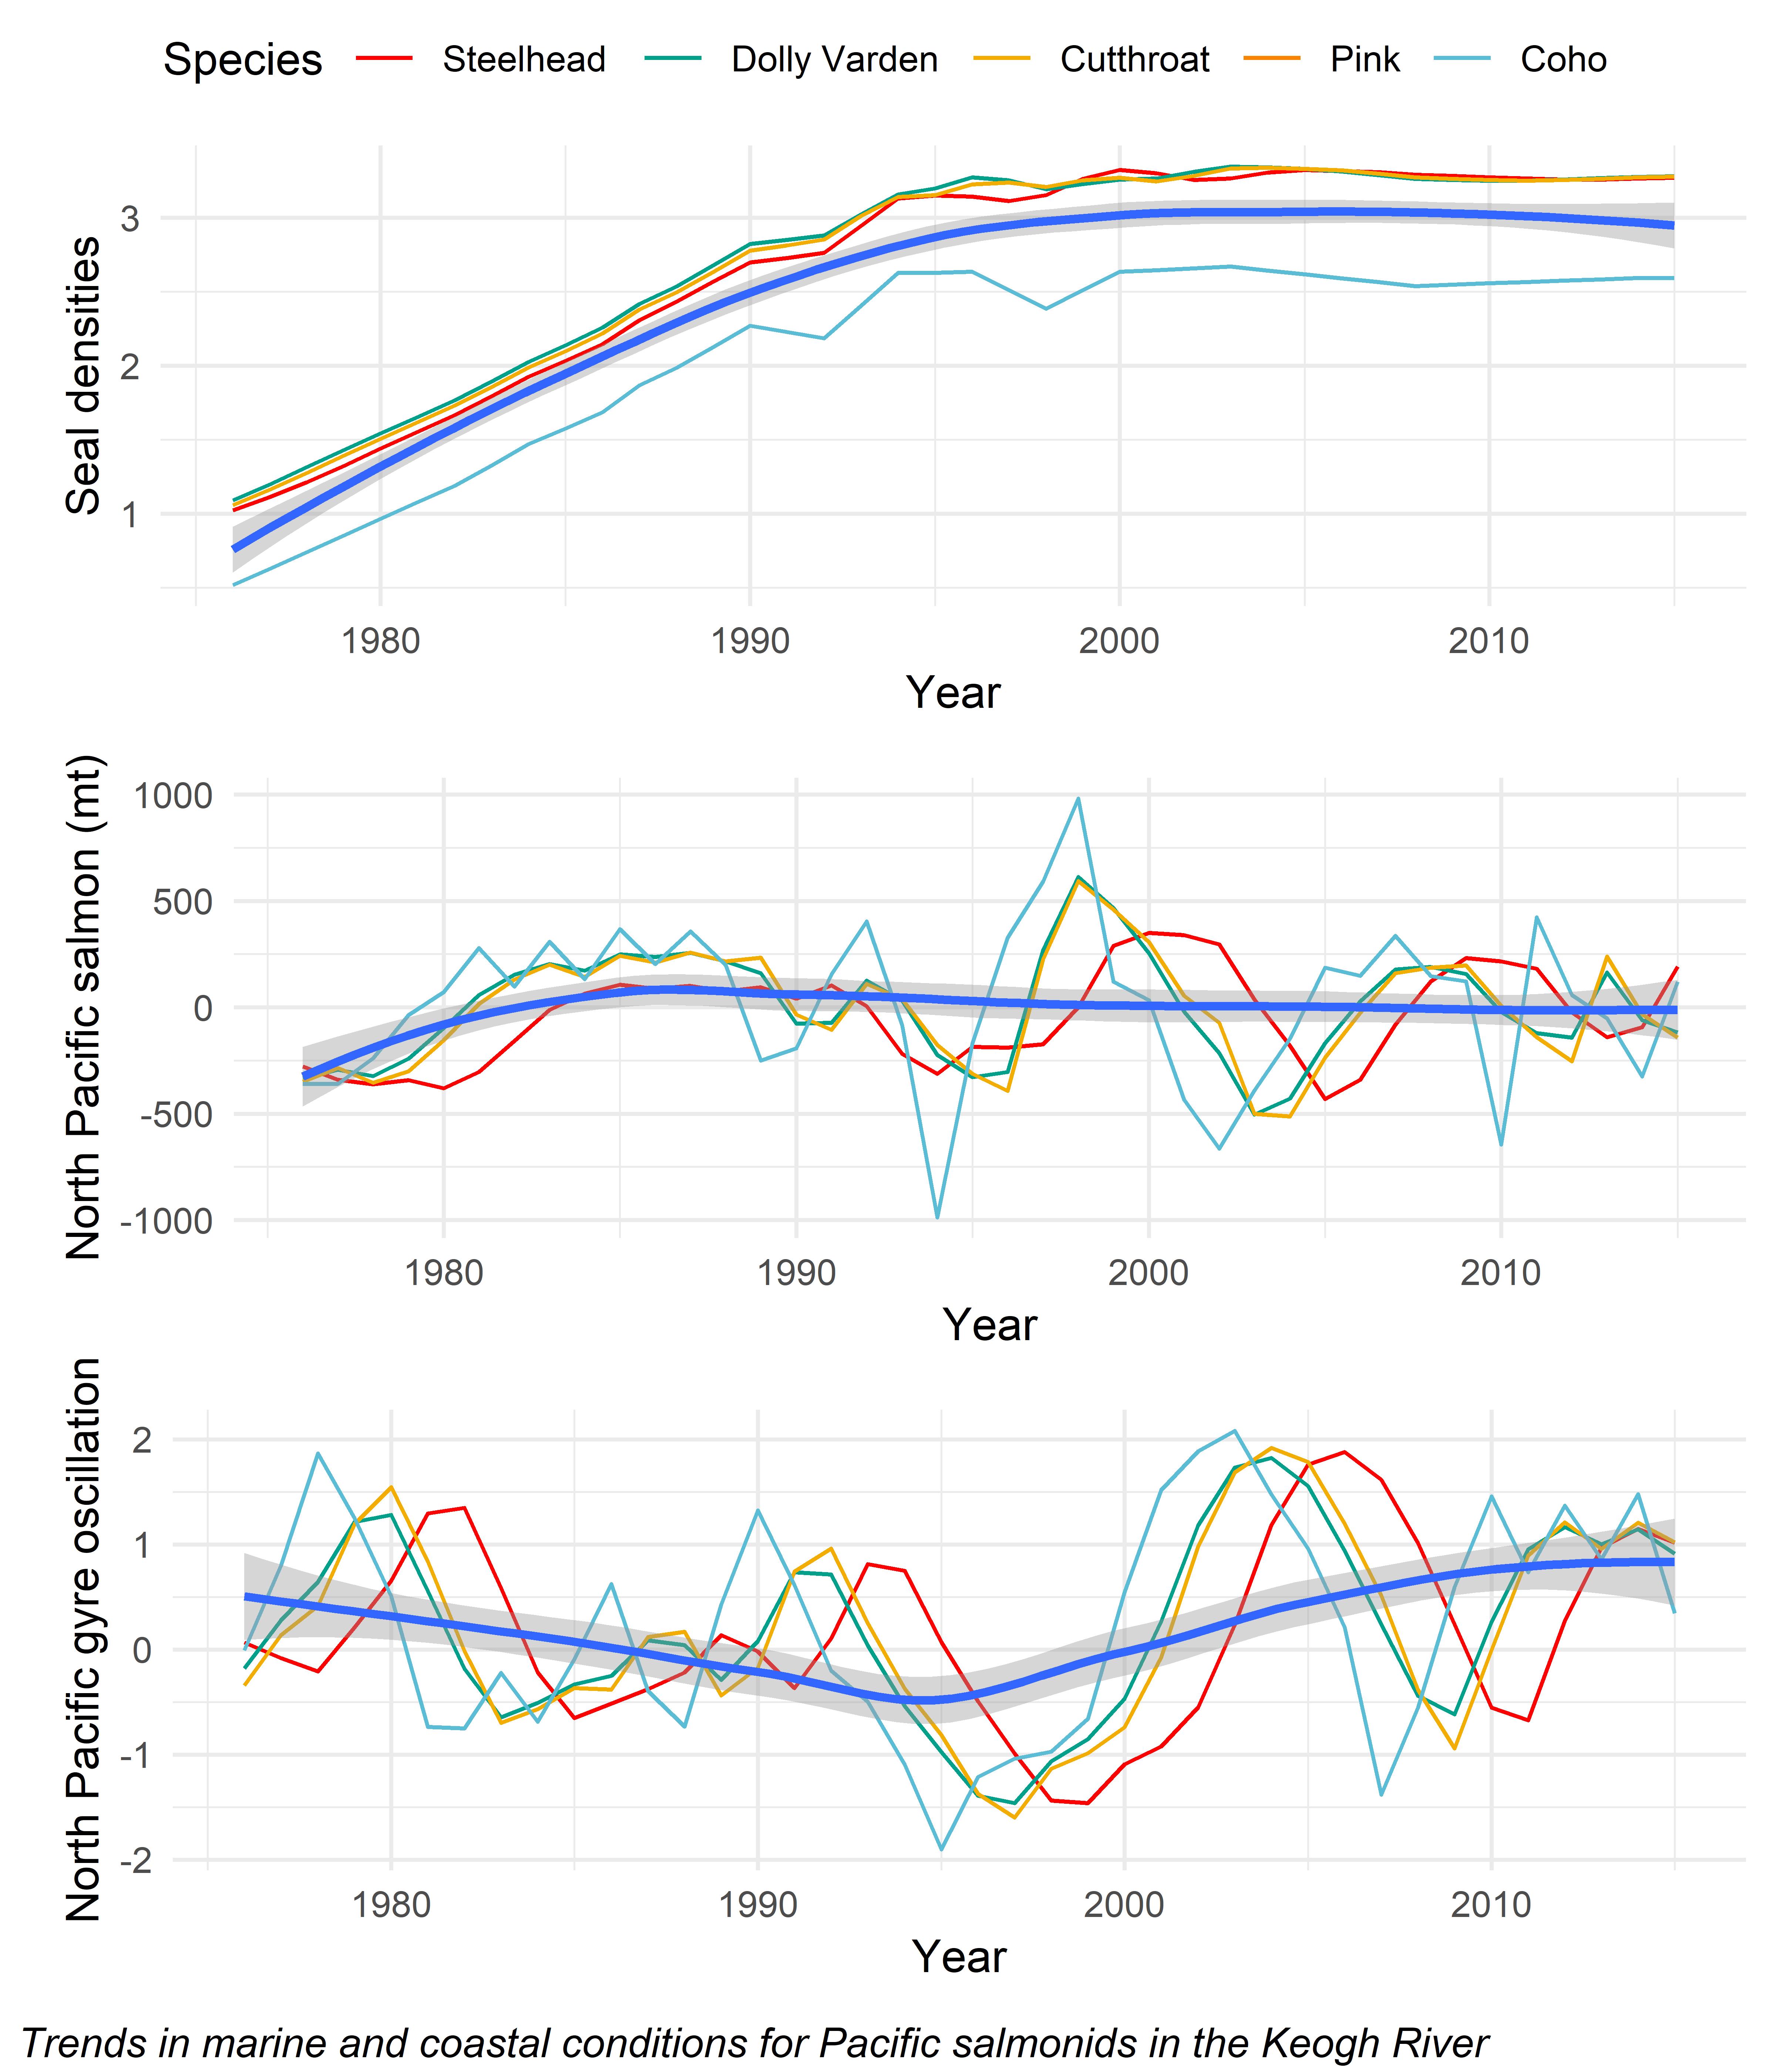 Species Steelhead Dolly Varden Cutthroat Pink Coho
Seal densities
3
2
1
1980 1990 2000 2010
Year
North Pacific salmon (mt)
1000
500
0
-500
-1000
1980 1990 2000 2010
Year
North Pacific gyre oscillation
2
1
0
-1
-2
1980 1990 2000 2010
Year
Trends in marine and coastal conditions for Pacific salmonids in the Keogh River